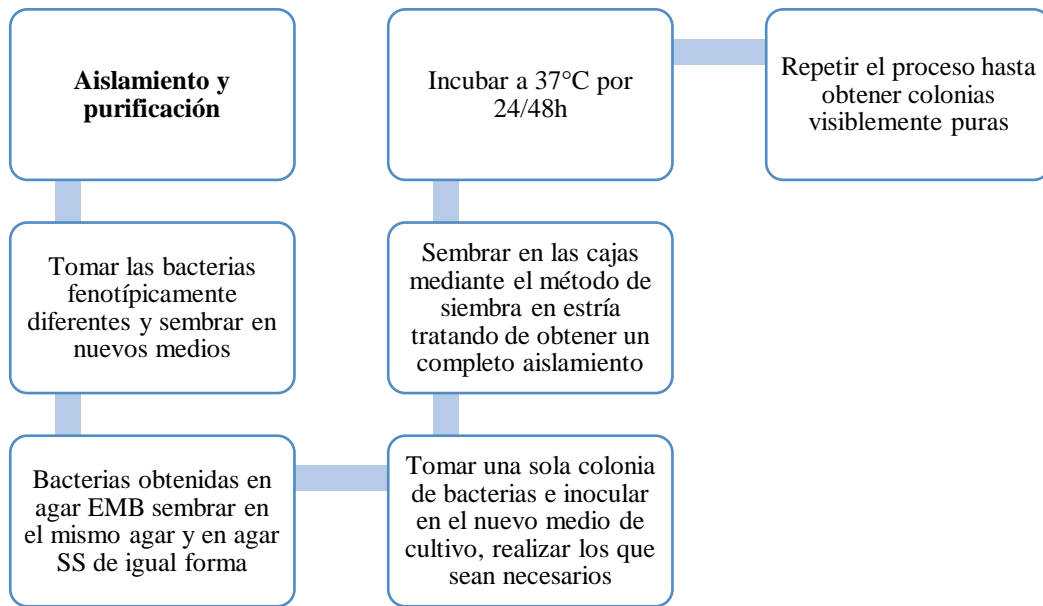 Aislamiento y
purificación
Tomar las bacterias
fenotípicamente
diferentes y sembrar en
nuevos medios
Bacterias obtenidas en
agar EMB sembrar en
el mismo agar y en agar
SS de igual forma
Tomar una sola colonia
de bacterias e inocular
en el nuevo medio de
cultivo, realizar los que
sean necesarios
Sembrar en las cajas
mediante el método de
siembra en estría
tratando de obtener un
completo aislamiento
Incubar a 37°C por
24/48h
Repetir el proceso hasta
obtener colonias
visiblemente puras